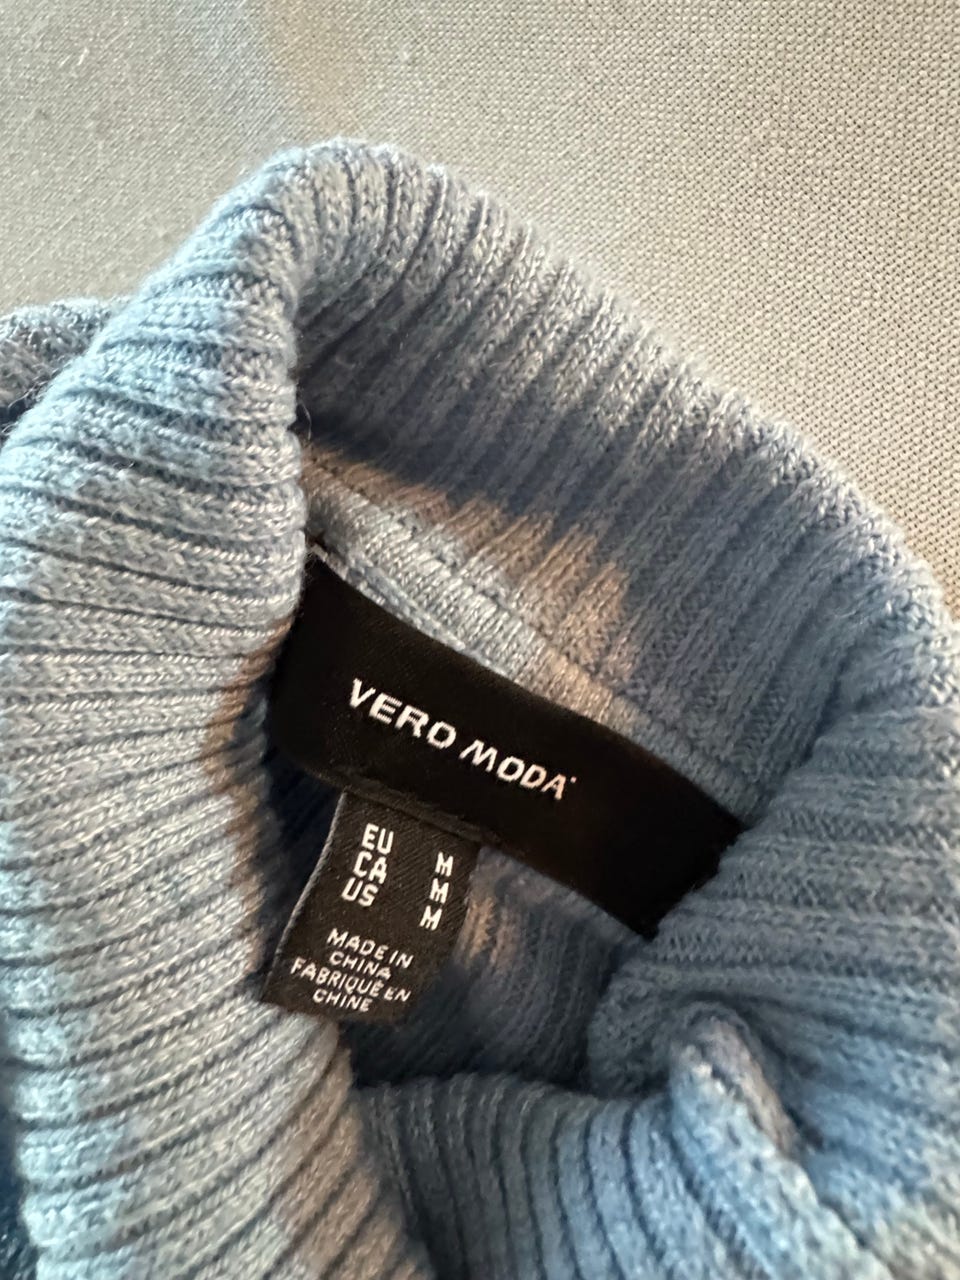 VERO MODA
EU M
CA M
US M
MADE IN
CHINA
FABRIQUÉ EN
CHINE